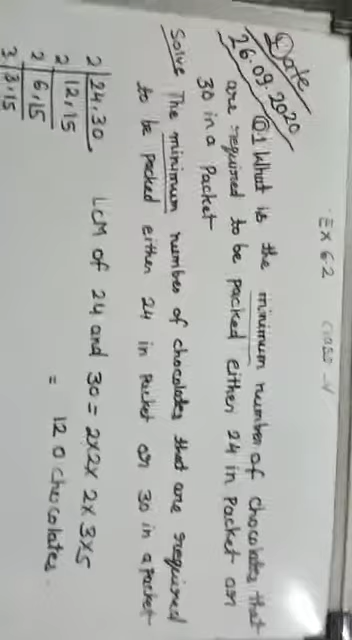 EX 6.2 Class - V
Date
26.09.2020
Q.1 What is the minimum number of chocolates that
are required to be packed either 24 in Packet or
30 in a Packet
Solve The minimum number of chocolates that are required
to be packed either 24 in Packet or 30 in a Packet
2 | 24, 30 LCM of 24 and 30 = 2x2x 2x 3x5
2 | 12, 15 = 120 chocolates.
2 | 6, 15
3 | 3, 15